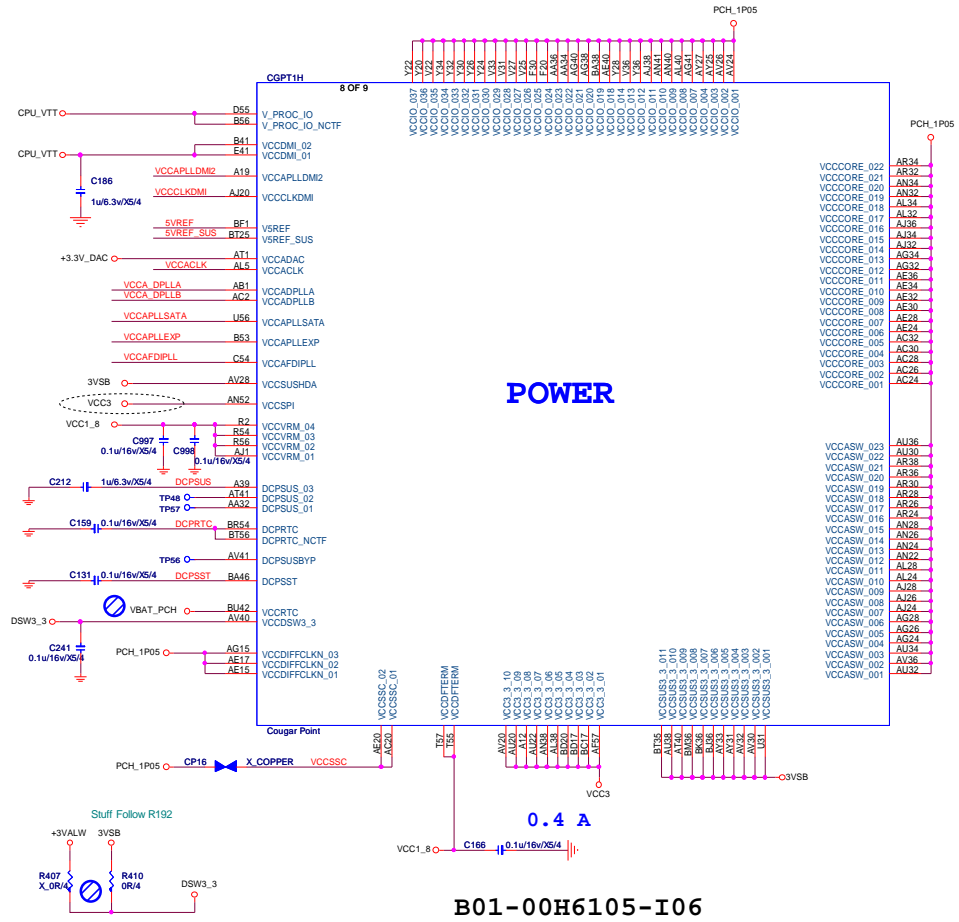 PCH_1P05
Y22
Y20
V22
Y34
Y32
Y30
Y26
Y24
V33
V31
V27
V25
F30
F20
AA36
AA34
AG40
AG38
BA38
AE40
Y28
V36
Y36
AJ38
AN41
AN40
AL40
AG41
AY27
AY25
AV26
AV24
CGPT1H
8 OF 9
VCCIO_037
VCCIO_036
VCCIO_035
VCCIO_034
VCCIO_033
VCCIO_032
VCCIO_031
VCCIO_030
VCCIO_029
VCCIO_028
VCCIO_027
VCCIO_026
VCCIO_025
VCCIO_024
VCCIO_023
VCCIO_022
VCCIO_021
VCCIO_020
VCCIO_019
VCCIO_018
VCCIO_014
VCCIO_013
VCCIO_012
VCCIO_011
VCCIO_010
VCCIO_009
VCCIO_008
VCCIO_007
VCCIO_004
VCCIO_003
VCCIO_002
VCCIO_001
CPU_VTT D55 V_PROC_IO
B56 V_PROC_IO_NCTF
B41 VCCDMI_02
CPU_VTT E41 VCCDMI_01
VCCAPLLDMI2 A19 VCCAPLLDMI2
C186
1u/6.3v/X5/4
VCCCLKDMI AJ20 VCCCLKDMI
5VREF BF1 V5REF
5VREF_SUS BT25 V5REF_SUS
+3.3V_DAC AT1 VCCADAC
VCCACLK AL5 VCCACLK
VCCA_DPLLA AB1 VCCADPLLA
VCCA_DPLLB AC2 VCCADPLLB
VCCAPLLSATA U56 VCCAPLLSATA
VCCAPLLEXP B53 VCCAPLLEXP
VCCAFDIPLL C54 VCCAFDIPLL
3VSB AV28 VCCSUSHDA
VCC3 AN52 VCCSPI
VCC1_8 R2 VCCVRM_04
R54 VCCVRM_03
R56 VCCVRM_02
AJ1 VCCVRM_01
C997
0.1u/16v/X5/4
C998
0.1u/16v/X5/4
C212 1u/6.3v/X5/4 DCPSUS A39 DCPSUS_03
TP48 AT41 DCPSUS_02
TP57 AA32 DCPSUS_01
C159 0.1u/16v/X5/4 DCPRTC BR54 DCPRTC
BT56 DCPRTC_NCTF
TP56 AV41 DCPSUSBYP
C131 0.1u/16v/X5/4 DCPSST BA46 DCPSST
VBAT_PCH BU42 VCCRTC
DSW3_3 AV40 VCCDSW3_3
C241
0.1u/16v/X5/4
PCH_1P05 AG15 VCCDIFFCLKN_03
AE17 VCCDIFFCLKN_02
AE15 VCCDIFFCLKN_01
POWER
PCH_1P05
VCCCORE_022 AR34
VCCCORE_021 AR32
VCCCORE_020 AN34
VCCCORE_019 AN32
VCCCORE_018 AL34
VCCCORE_017 AL32
VCCCORE_016 AJ36
VCCCORE_015 AJ34
VCCCORE_014 AJ32
VCCCORE_013 AG34
VCCCORE_012 AG32
VCCCORE_011 AE36
VCCCORE_010 AE34
VCCCORE_009 AE32
VCCCORE_008 AE30
VCCCORE_007 AE28
VCCCORE_006 AE24
VCCCORE_005 AC32
VCCCORE_004 AC30
VCCCORE_003 AC28
VCCCORE_002 AC26
VCCCORE_001 AC24
VCCASW_023 AU36
VCCASW_022 AU30
VCCASW_021 AR38
VCCASW_020 AR36
VCCASW_019 AR30
VCCASW_018 AR28
VCCASW_017 AR26
VCCASW_016 AR24
VCCASW_015 AN28
VCCASW_014 AN26
VCCASW_013 AN24
VCCASW_012 AN22
VCCASW_011 AL28
VCCASW_010 AL24
VCCASW_009 AJ28
VCCASW_008 AJ26
VCCASW_007 AJ24
VCCASW_006 AG28
VCCASW_005 AG26
VCCASW_004 AG24
VCCASW_003 AU34
VCCASW_002 AV36
VCCASW_001 AU32
VCCSSC_02
VCCSSC_01
VCCDFTERM
VCCDFTERM
VCC3_3_10
VCC3_3_09
VCC3_3_08
VCC3_3_07
VCC3_3_06
VCC3_3_05
VCC3_3_04
VCC3_3_03
VCC3_3_02
VCC3_3_01
VCCSUS3_3_011
VCCSUS3_3_010
VCCSUS3_3_009
VCCSUS3_3_008
VCCSUS3_3_007
VCCSUS3_3_006
VCCSUS3_3_005
VCCSUS3_3_004
VCCSUS3_3_003
VCCSUS3_3_002
VCCSUS3_3_001
Cougar Point
AE20
AC20
T57
T55
AV20
AU20
A12
AU22
AN38
AL38
BD20
BD17
BC17
AF57
BT35
AU38
AT40
BM36
BK36
BJ36
AY33
AY31
AV32
AV30
U31
PCH_1P05 CP16 X_COPPER VCCSSC
3VSB
VCC3
0.4 A
Stuff Follow R192
VCC1_8 C166 0.1u/16v/X5/4
+3VALW 3VSB
R407
X_0R/4
R410
0R/4
DSW3_3
B01-00H6105-I06